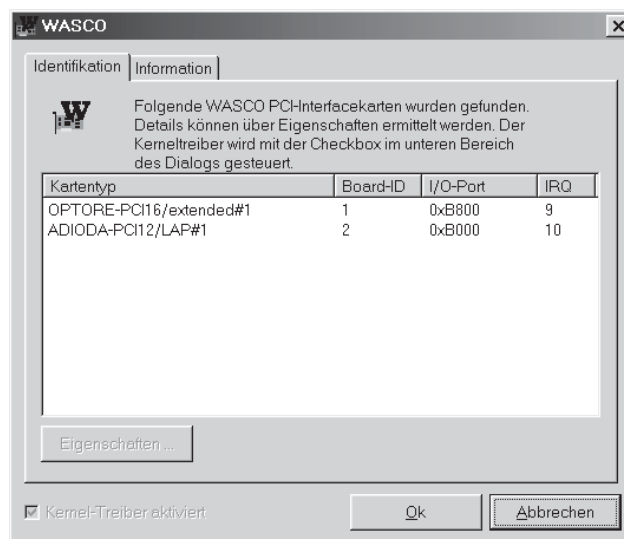 WASCO
Identifikation Information
Folgende WASCO PCI-Interfacekarten wurden gefunden.
Details können über Eigenschaften ermittelt werden. Der
Kerneltreiber wird mit der Checkbox im unteren Bereich
des Dialogs gesteuert.
Kartentyp Board-ID I/O-Port IRQ
OPTORE-PCI16/extended#1 1 0xB800 9
ADIODA-PCI12/LAP#1 2 0xB000 10
Eigenschaften ...
Kernel-Treiber aktiviert Ok Abbrechen